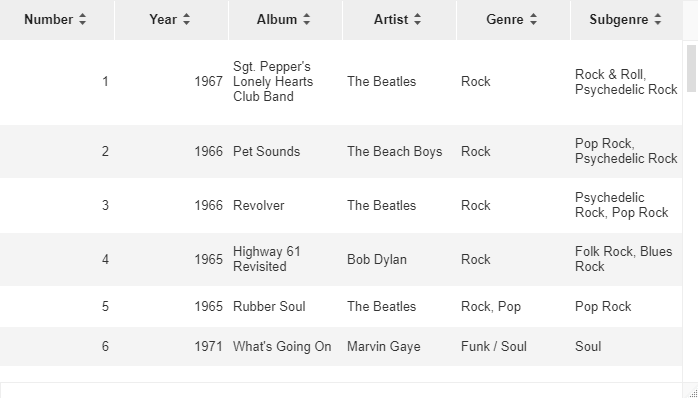 Number Year Album Artist Genre Subgenre
1 1967 Sgt. Pepper's Lonely Hearts Club Band The Beatles Rock Rock & Roll, Psychedelic Rock
2 1966 Pet Sounds The Beach Boys Rock Pop Rock, Psychedelic Rock
3 1966 Revolver The Beatles Rock Psychedelic Rock, Pop Rock
4 1965 Highway 61 Revisited Bob Dylan Rock Folk Rock, Blues Rock
5 1965 Rubber Soul The Beatles Rock, Pop Pop Rock
6 1971 What's Going On Marvin Gaye Funk / Soul Soul